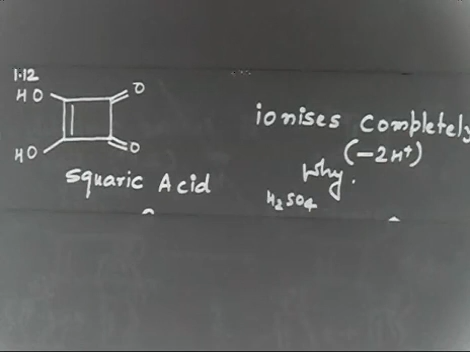 1.12
HO
O
HO
O
Squaric Acid
ionises completely
(-2H+)
Why.
H2SO4